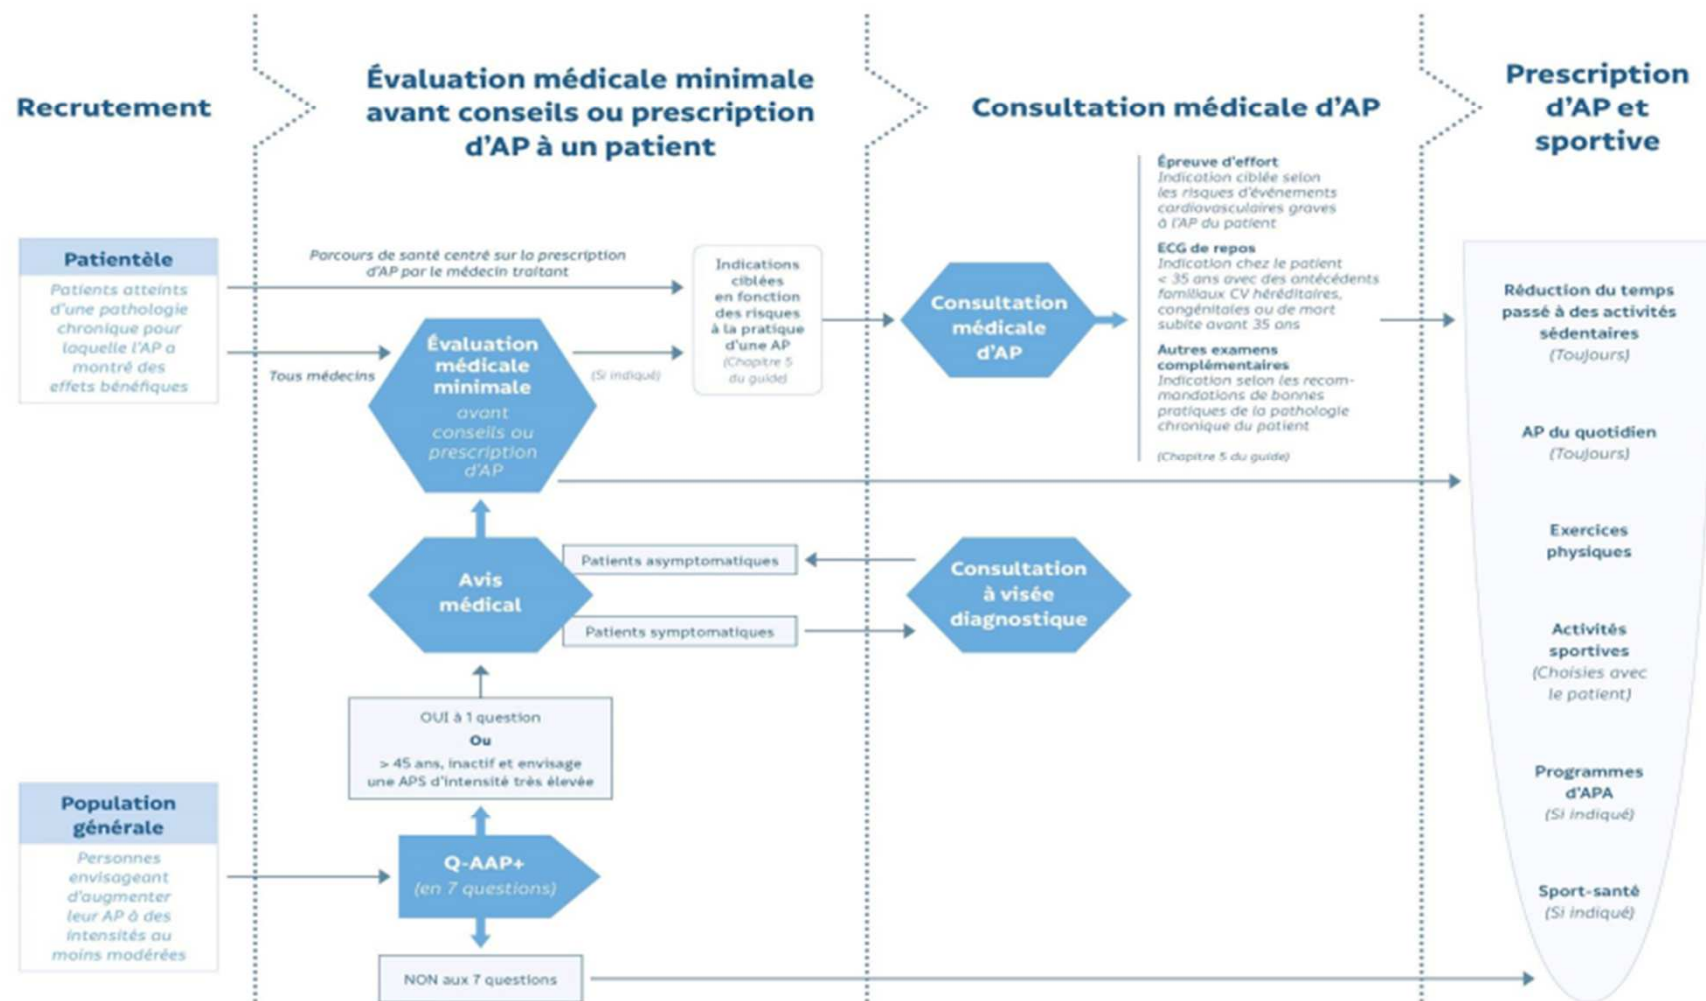 Recrutement
Évaluation médicale minimale
avant conseils ou prescription
d'AP à un patient
Consultation médicale d'AP
Prescription
d'AP et
sportive
Patientèle
Patients atteints
d'une pathologie
chronique pour
laquelle l'AP a
montré des
effets bénéfiques
Parcours de santé centré sur la prescription
d'AP par le médecin traitant
Tous médecins
Évaluation
médicale
minimale
avant
conseils ou
prescription
d'AP
(Si indiqué)
Indications
ciblées
en fonction
des risques
à la pratique
d'une AP
(Chapitre 5
du guide)
Consultation
médicale
d'AP
Épreuve d'effort
Indication ciblée selon
les risques d'événements
cardiovasculaires graves
à l'AP du patient
ECG de repos
Indication chez le patient
< 35 ans avec des antécédents
familiaux CV héréditaires,
congénitales ou de mort
subite avant 35 ans
Autres examens
complémentaires
Indication selon les recom-
mandations de bonnes
pratiques de la pathologie
chronique du patient
(Chapitre 5 du guide)
Réduction du temps
passé à des activités
sédentaires
(Toujours)
AP du quotidien
(Toujours)
Exercices
physiques
Activités
sportives
(Choisies avec
le patient)
Programmes
d'APA
(Si indiqué)
Sport-santé
(Si indiqué)
Avis
médical
Patients asymptomatiques
Patients symptomatiques
Consultation
à visée
diagnostique
OUI à 1 question
Ou
> 45 ans, inactif et envisage
une APS d'intensité très élevée
Population
générale
Personnes
envisageant
d'augmenter
leur AP à des
intensités au
moins modérées
Q-AAP+
(en 7 questions)
NON aux 7 questions